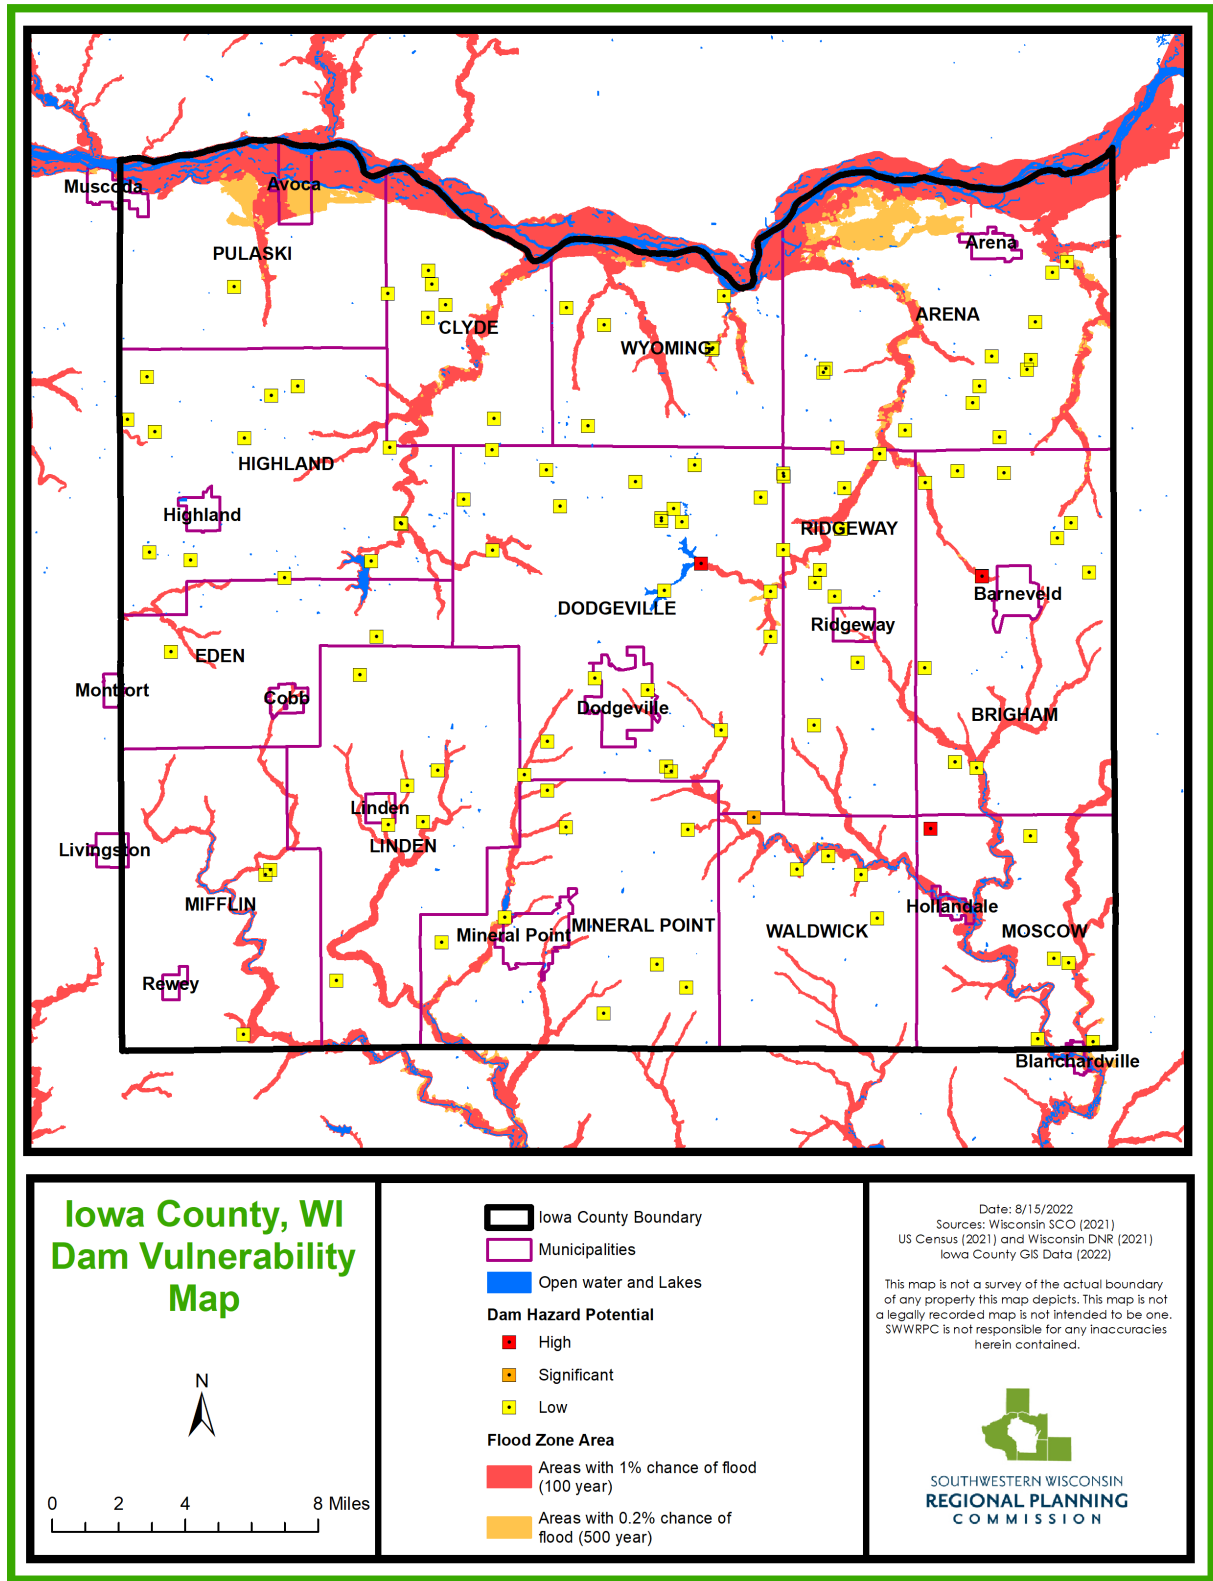 Muscoda
Avoca
PULASKI
Arena
ARENA
CLYDE
WYOMING
HIGHLAND
Highland
RIDGEWAY
DODGEVILLE
Barneveld
Ridgeway
EDEN
Montfort
Cobb
Dodgeville
BRIGHAM
Linden
LINDEN
Livingston
MIFFLIN
Hollandale
Mineral Point
MINERAL POINT
WALDWICK
MOSCOW
Rewey
Blanchardville
Iowa County, WI
Dam Vulnerability
Map
N
0 2 4 8 Miles
Iowa County Boundary
Municipalities
Open water and Lakes
Dam Hazard Potential
High
Significant
Low
Flood Zone Area
Areas with 1% chance of flood
(100 year)
Areas with 0.2% chance of
flood (500 year)
Date: 8/15/2022
Sources: Wisconsin SCO (2021)
US Census (2021) and Wisconsin DNR (2021)
Iowa County GIS Data (2022)
This map is not a survey of the actual boundary
of any property this map depicts. This map is not
a legally recorded map is not intended to be one.
SWWRPC is not responsible for any inaccuracies
herein contained.
SOUTHWESTERN WISCONSIN
REGIONAL PLANNING
COMMISSION